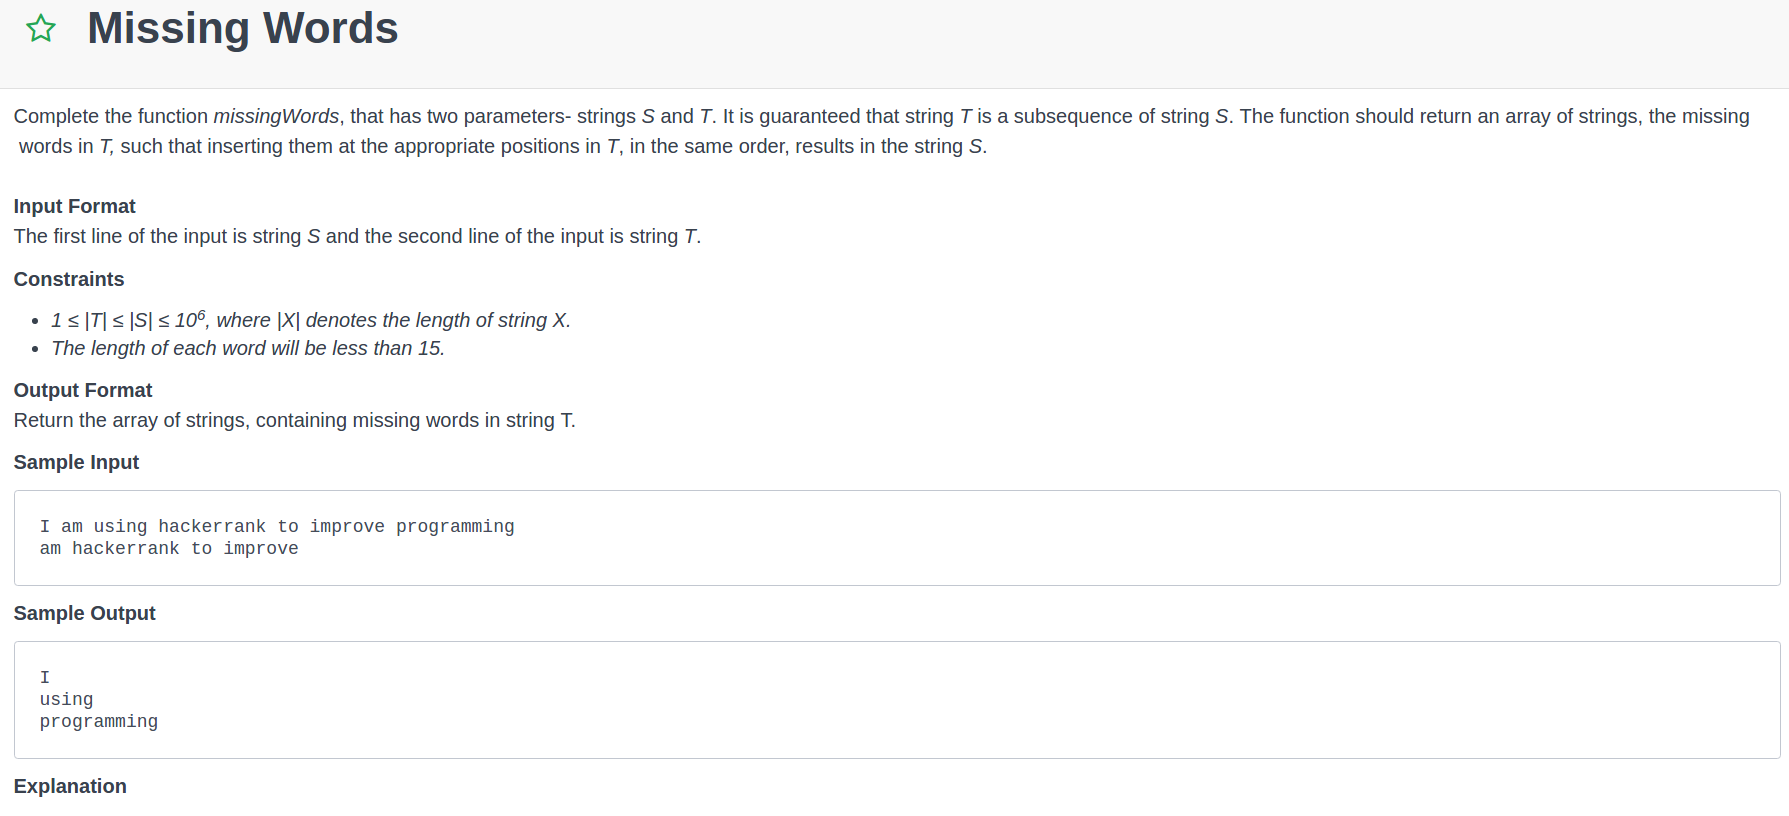 Missing Words
Complete the function missingWords, that has two parameters- strings S and T. It is guaranteed that string T is a subsequence of string S. The function should return an array of strings, the missing
words in T, such that inserting them at the appropriate positions in T, in the same order, results in the string S.
Input Format
The first line of the input is string S and the second line of the input is string T.
Constraints
• 1 ≤ |T| ≤ |S| ≤ 10⁶, where |X| denotes the length of string X.
• The length of each word will be less than 15.
Output Format
Return the array of strings, containing missing words in string T.
Sample Input
I am using hackerrank to improve programming
am hackerrank to improve
Sample Output
I
using
programming
Explanation